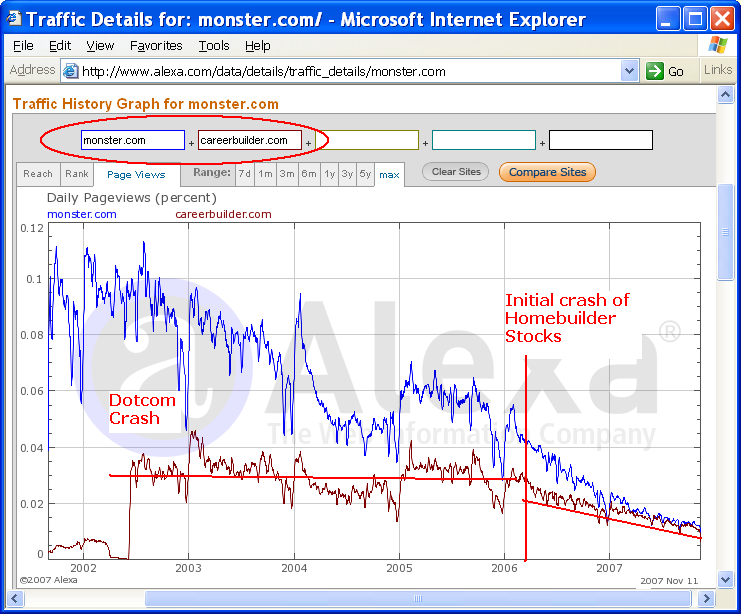 Traffic Details for: monster.com/ - Microsoft Internet Explorer
File Edit View Favorites Tools Help
Address http://www.alexa.com/data/details/traffic_details/monster.com Go Links
Traffic History Graph for monster.com
monster.com + careerbuilder.com + + +
Reach Rank Page Views Range: 7d 1m 3m 6m 1y 3y 5y max Clear Sites Compare Sites
Daily Pageviews (percent)
monster.com careerbuilder.com
0.12
0.1
0.08
0.06
0.04
0.02
0
Alexa®
The Web Information Company
Initial crash of
Homebuilder
Stocks
Dotcom
Crash
2002 2003 2004 2005 2006 2007
©2007 Alexa 2007 Nov 11